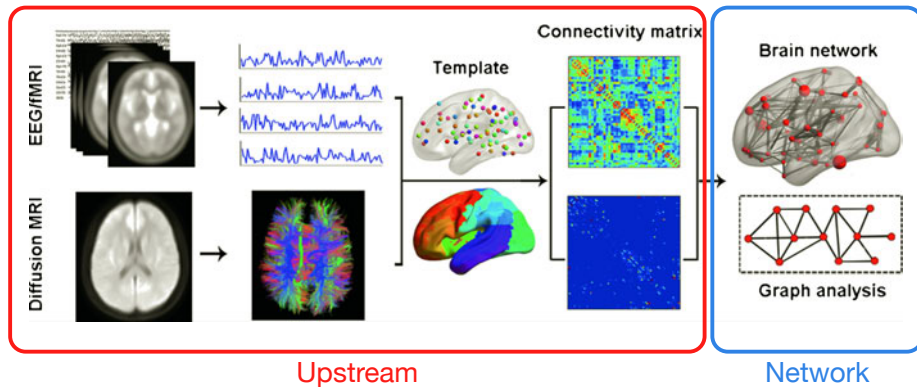 EEG/fMRI
Diffusion MRI
Template
Connectivity matrix
Brain network
Graph analysis
Upstream
Network